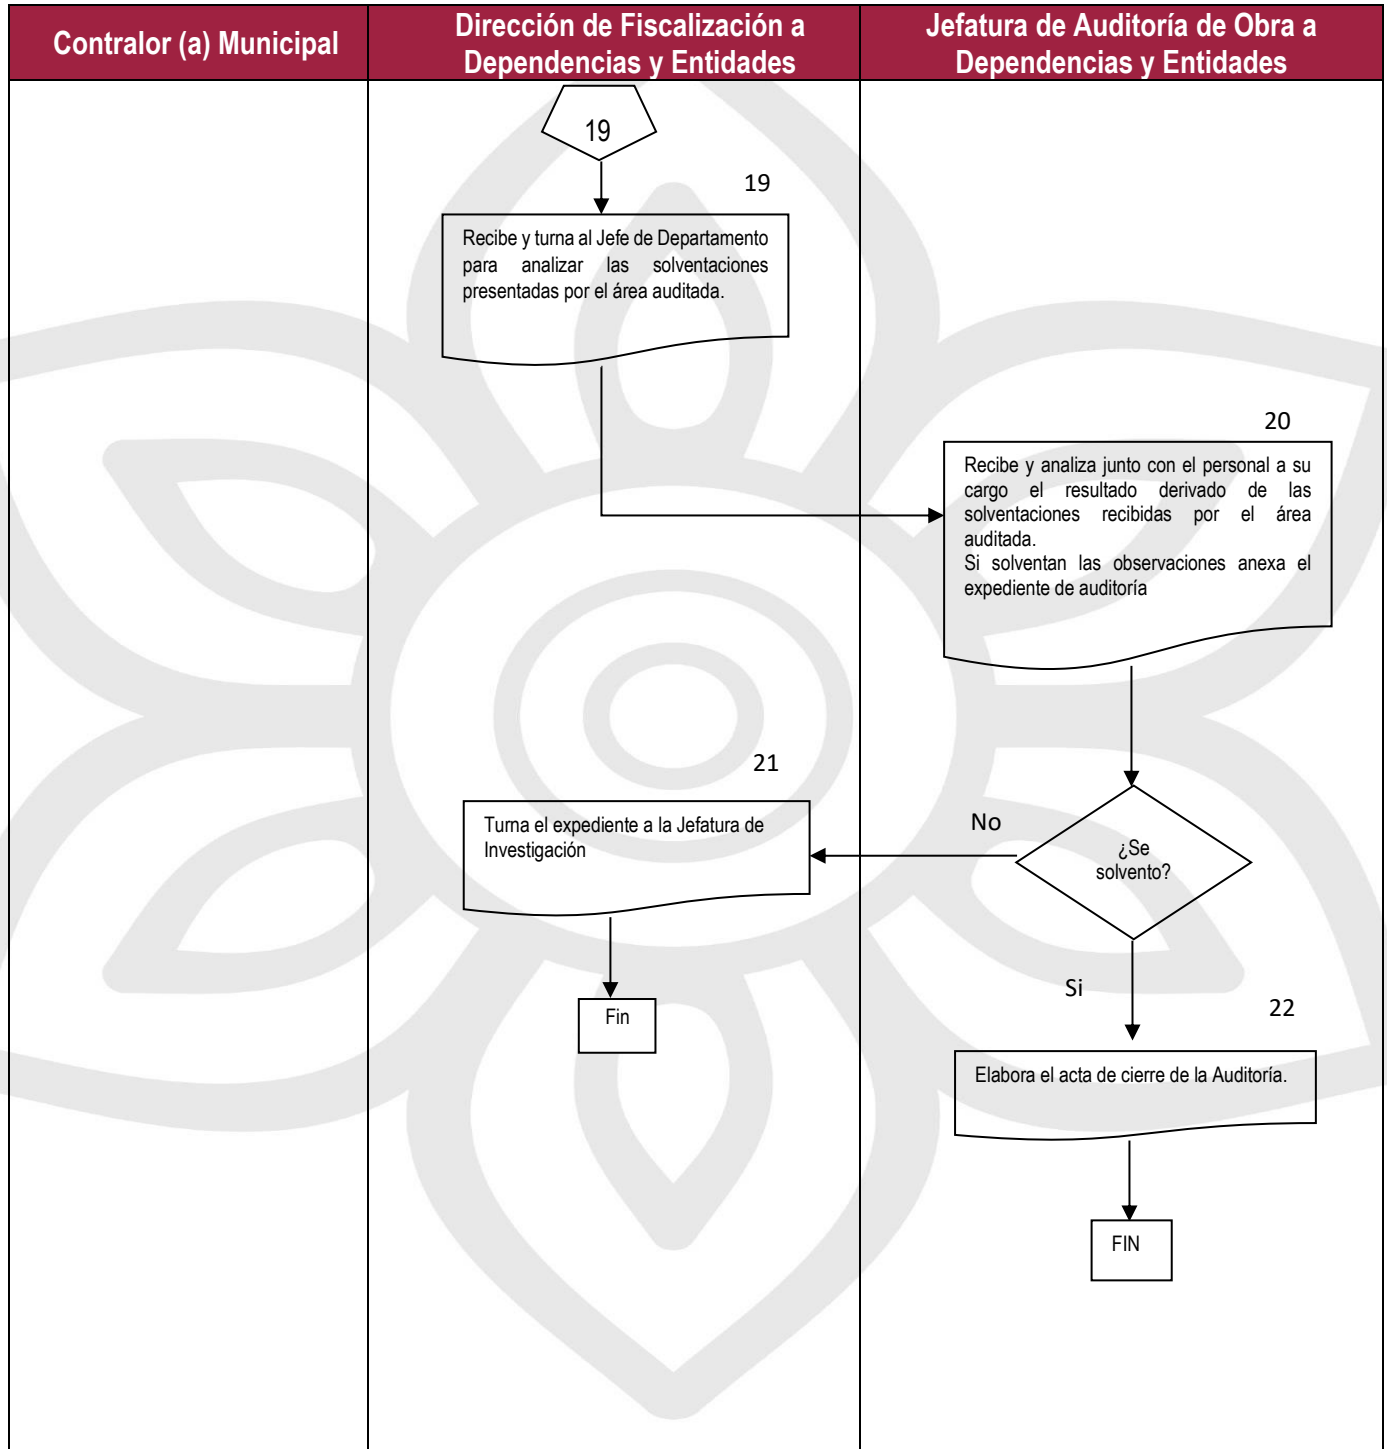 Contralor (a) Municipal
Dirección de Fiscalización a
Dependencias y Entidades
Jefatura de Auditoría de Obra a
Dependencias y Entidades
19
19
Recibe y turna al Jefe de Departamento
para analizar las solventaciones
presentadas por el área auditada.
20
Recibe y analiza junto con el personal a su
cargo el resultado derivado de las
solventaciones recibidas por el área
auditada.
Si solventan las observaciones anexa el
expediente de auditoría
21
Turna el expediente a la Jefatura de
Investigación
No
¿Se
solvento?
Fin
Si
22
Elabora el acta de cierre de la Auditoría.
FIN